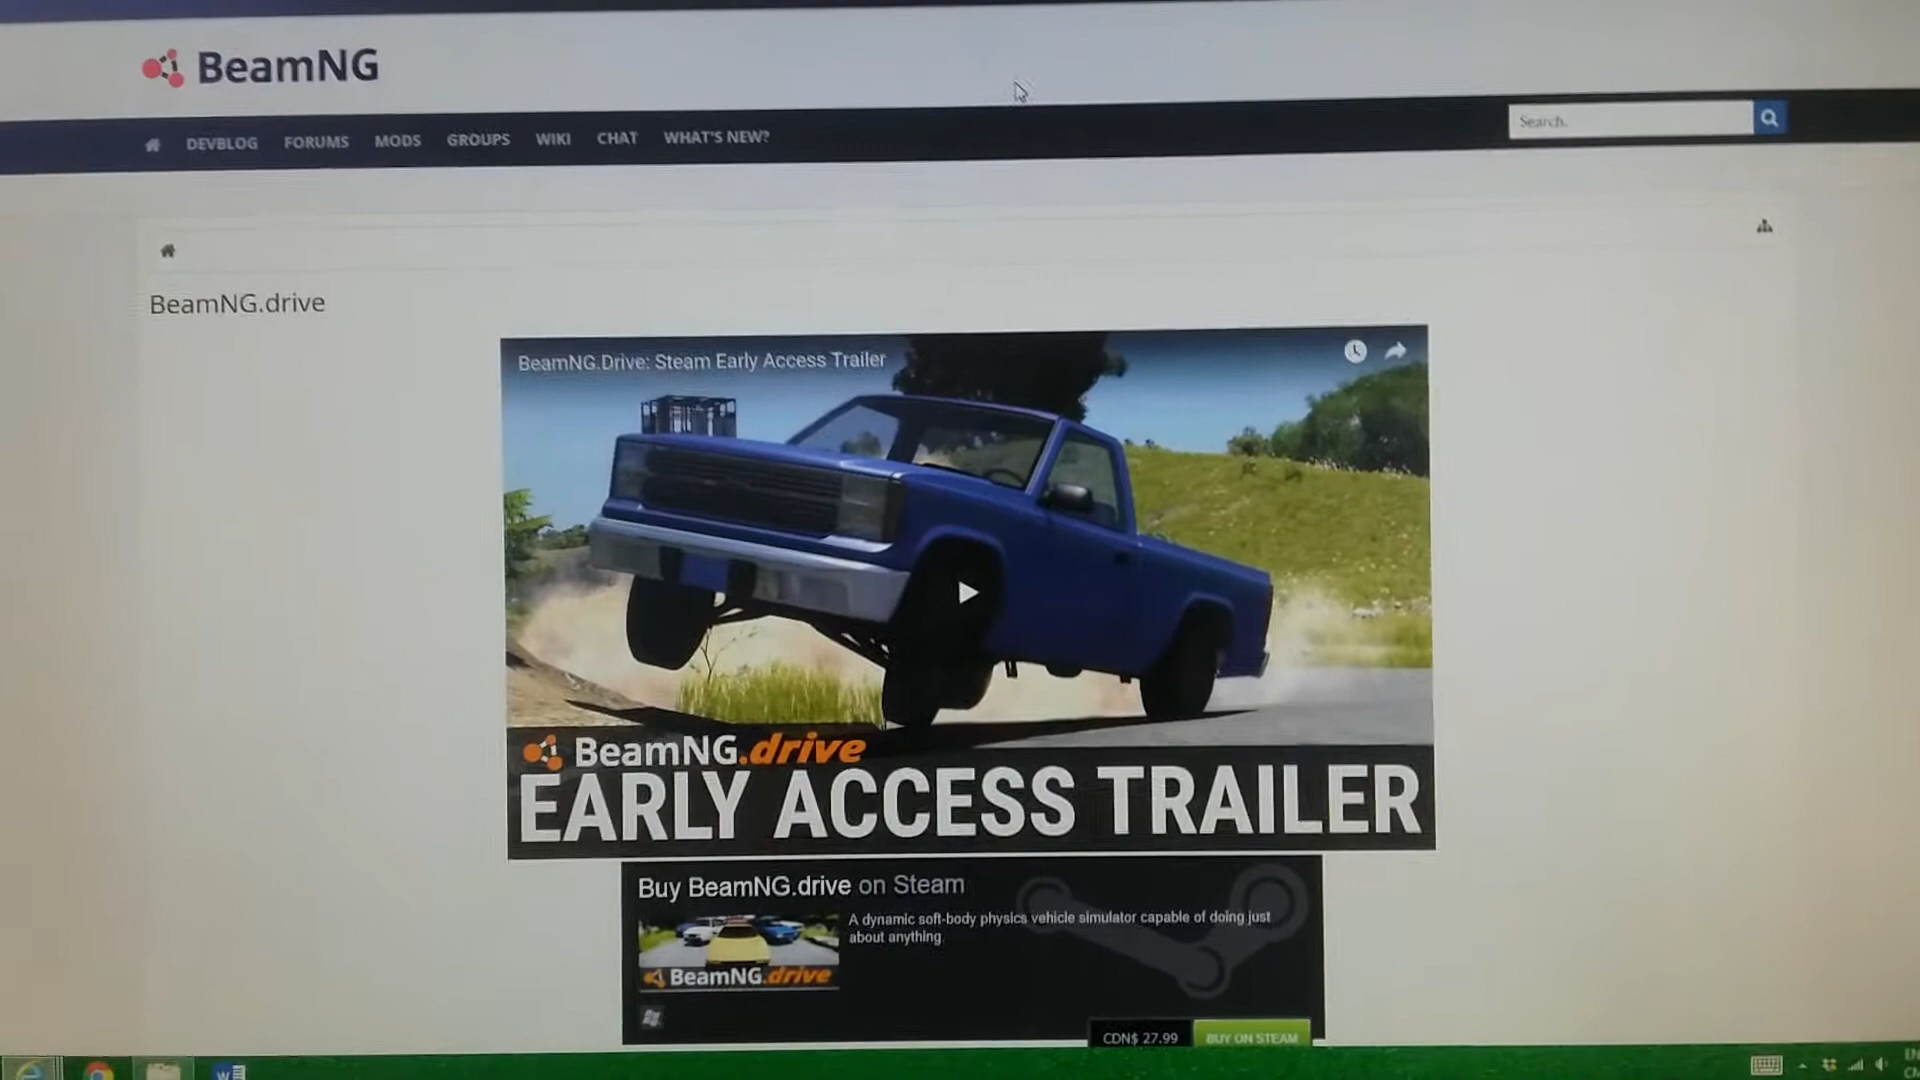 BeamNG
DEVBLOG FORUMS MODS GROUPS WIKI CHAT WHAT'S NEW?
Search.
BeamNG.drive
BeamNG.Drive: Steam Early Access Trailer
BeamNG.drive
EARLY ACCESS TRAILER
Buy BeamNG.drive on Steam
A dynamic soft-body physics vehicle simulator capable of doing just
about anything.
BeamNG.drive
CDN$ 27.99 BUY ON STEAM